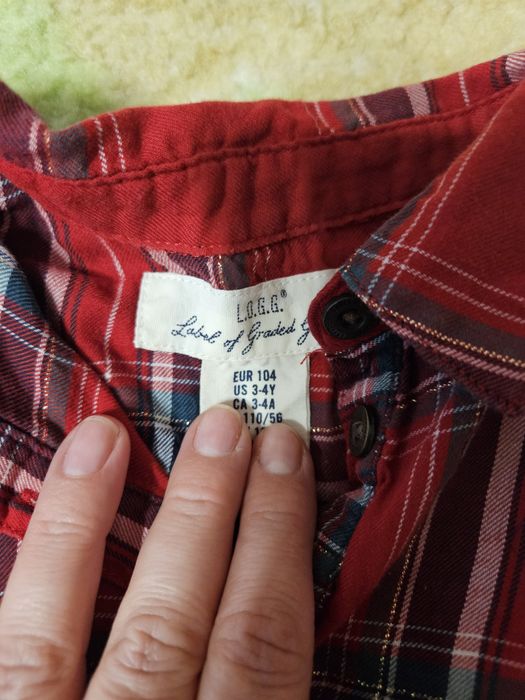 L.O.G.G.®
Label of Graded
EUR 104
US 3-4Y
CA 3-4A
110/56